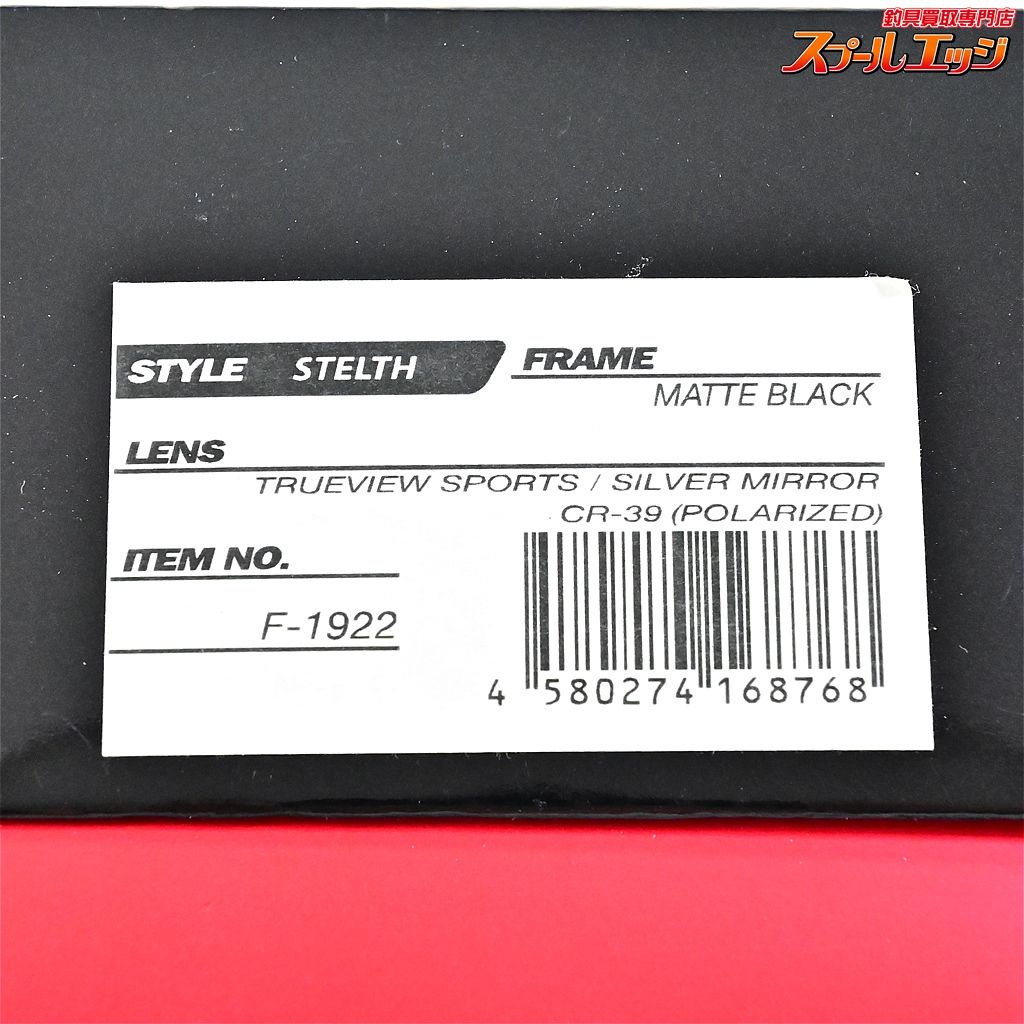 釣具買取専門店
スプールエッジ
STYLE STELTH
FRAME
MATTE BLACK
LENS
TRUEVIEW SPORTS / SILVER MIRROR
CR-39 (POLARIZED)
ITEM NO.
F-1922
4 580274 168768